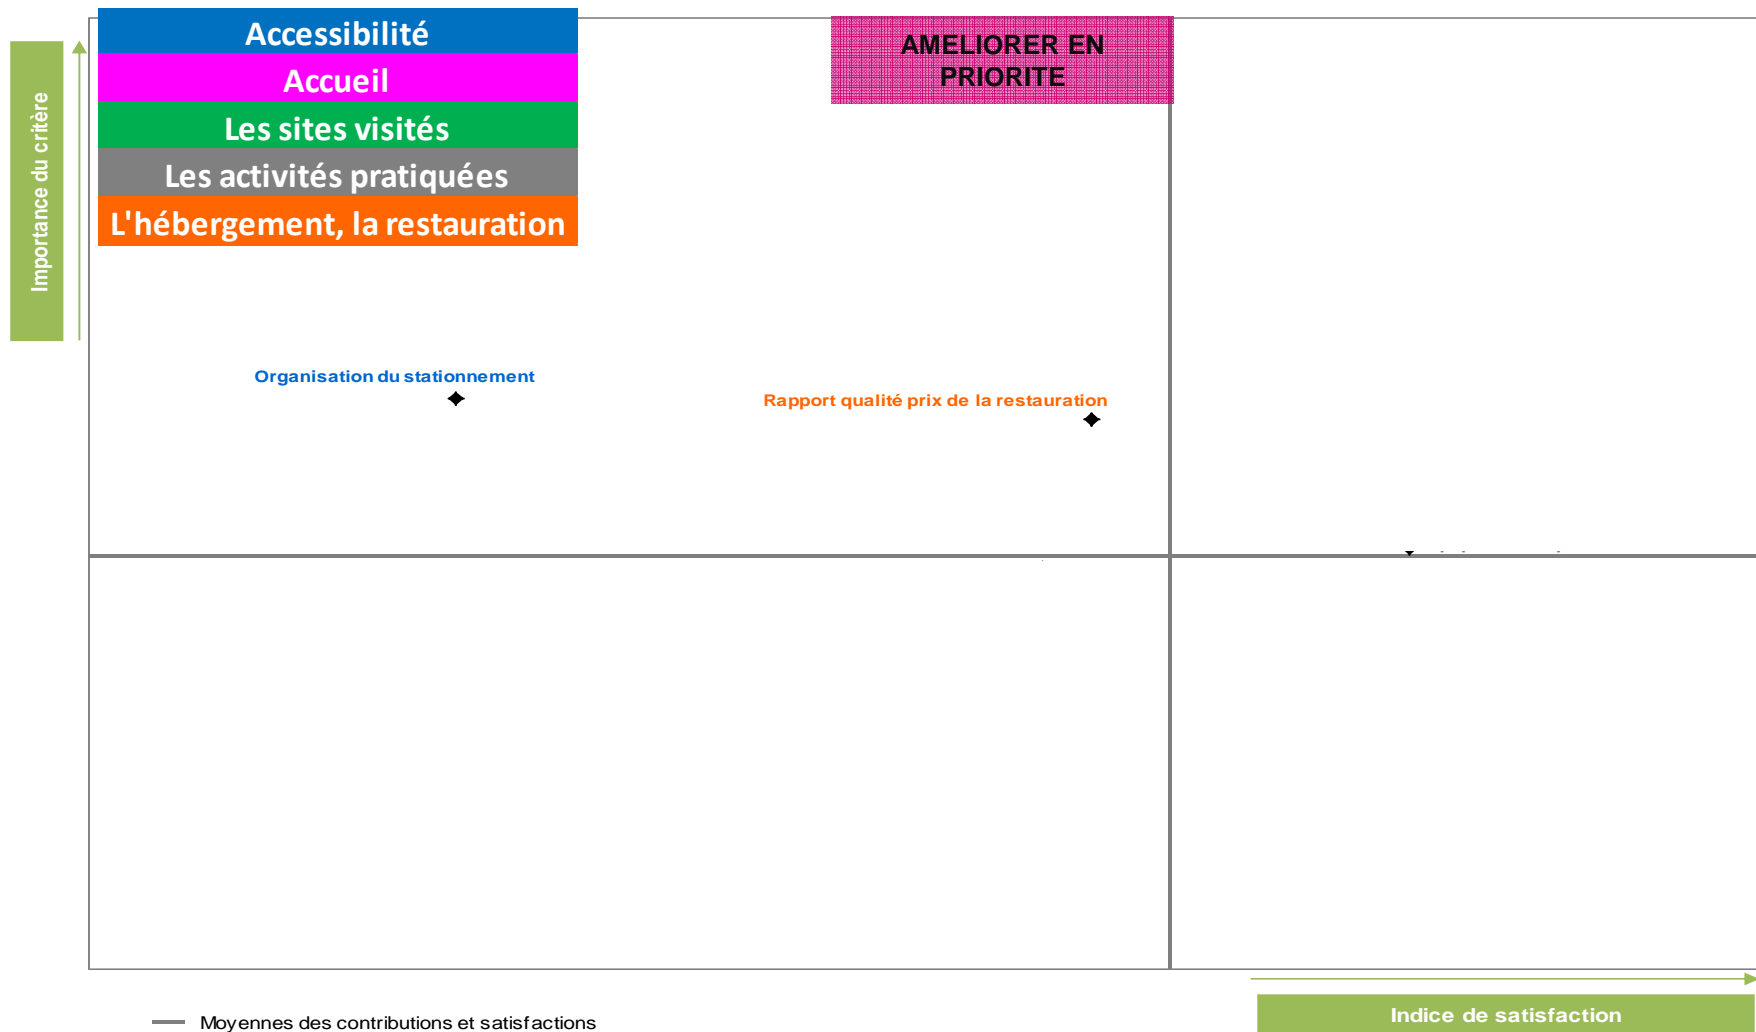 Accessibilité
Accueil
Les sites visités
Les activités pratiquées
L'hébergement, la restauration
AMELIORER EN
PRIORITE
Importance du critère
Organisation du stationnement
Rapport qualité prix de la restauration
Indice de satisfaction
Moyennes des contributions et satisfactions